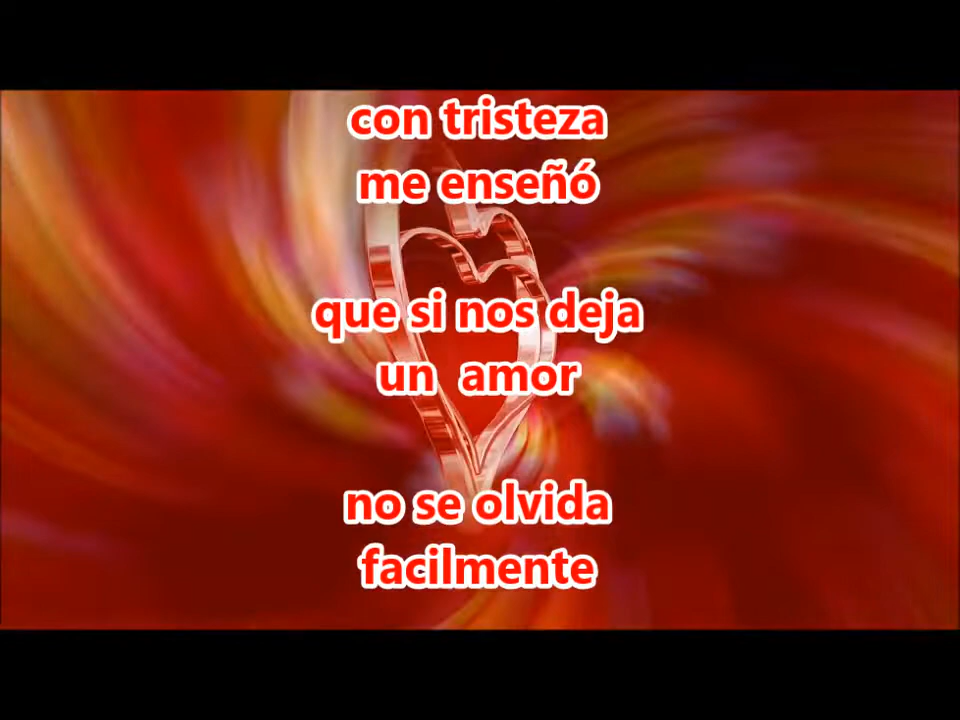 con tristeza
me enseñó
que si nos deja
un amor
no se olvida
facilmente